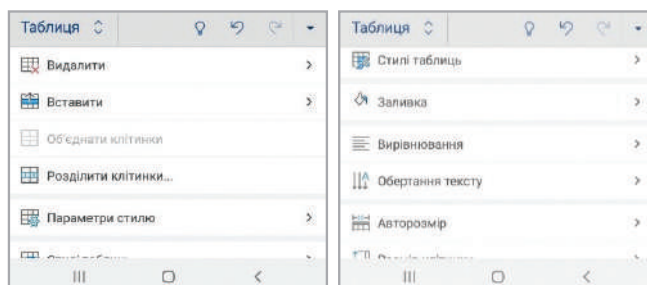 Таблиця
Видалити
Вставити
Об'єднати клітинки
Розділити клітинки...
Параметри стилю
Таблиця
Стилі таблиць
Заливка
Вирівнювання
Обертання тексту
Авторозмір